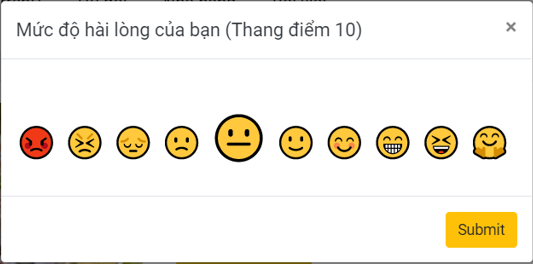 Mức độ hài lòng của bạn (Thang điểm 10)
×
Submit